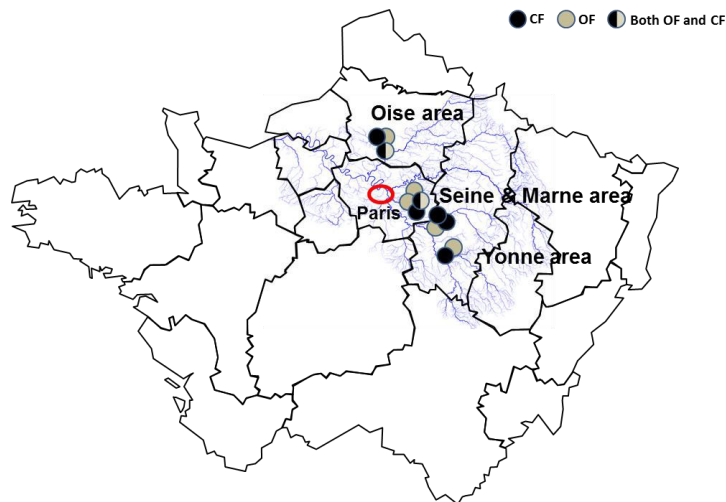 CF OF Both OF and CF
Oise area
Seine & Marne area
Paris
Yonne area